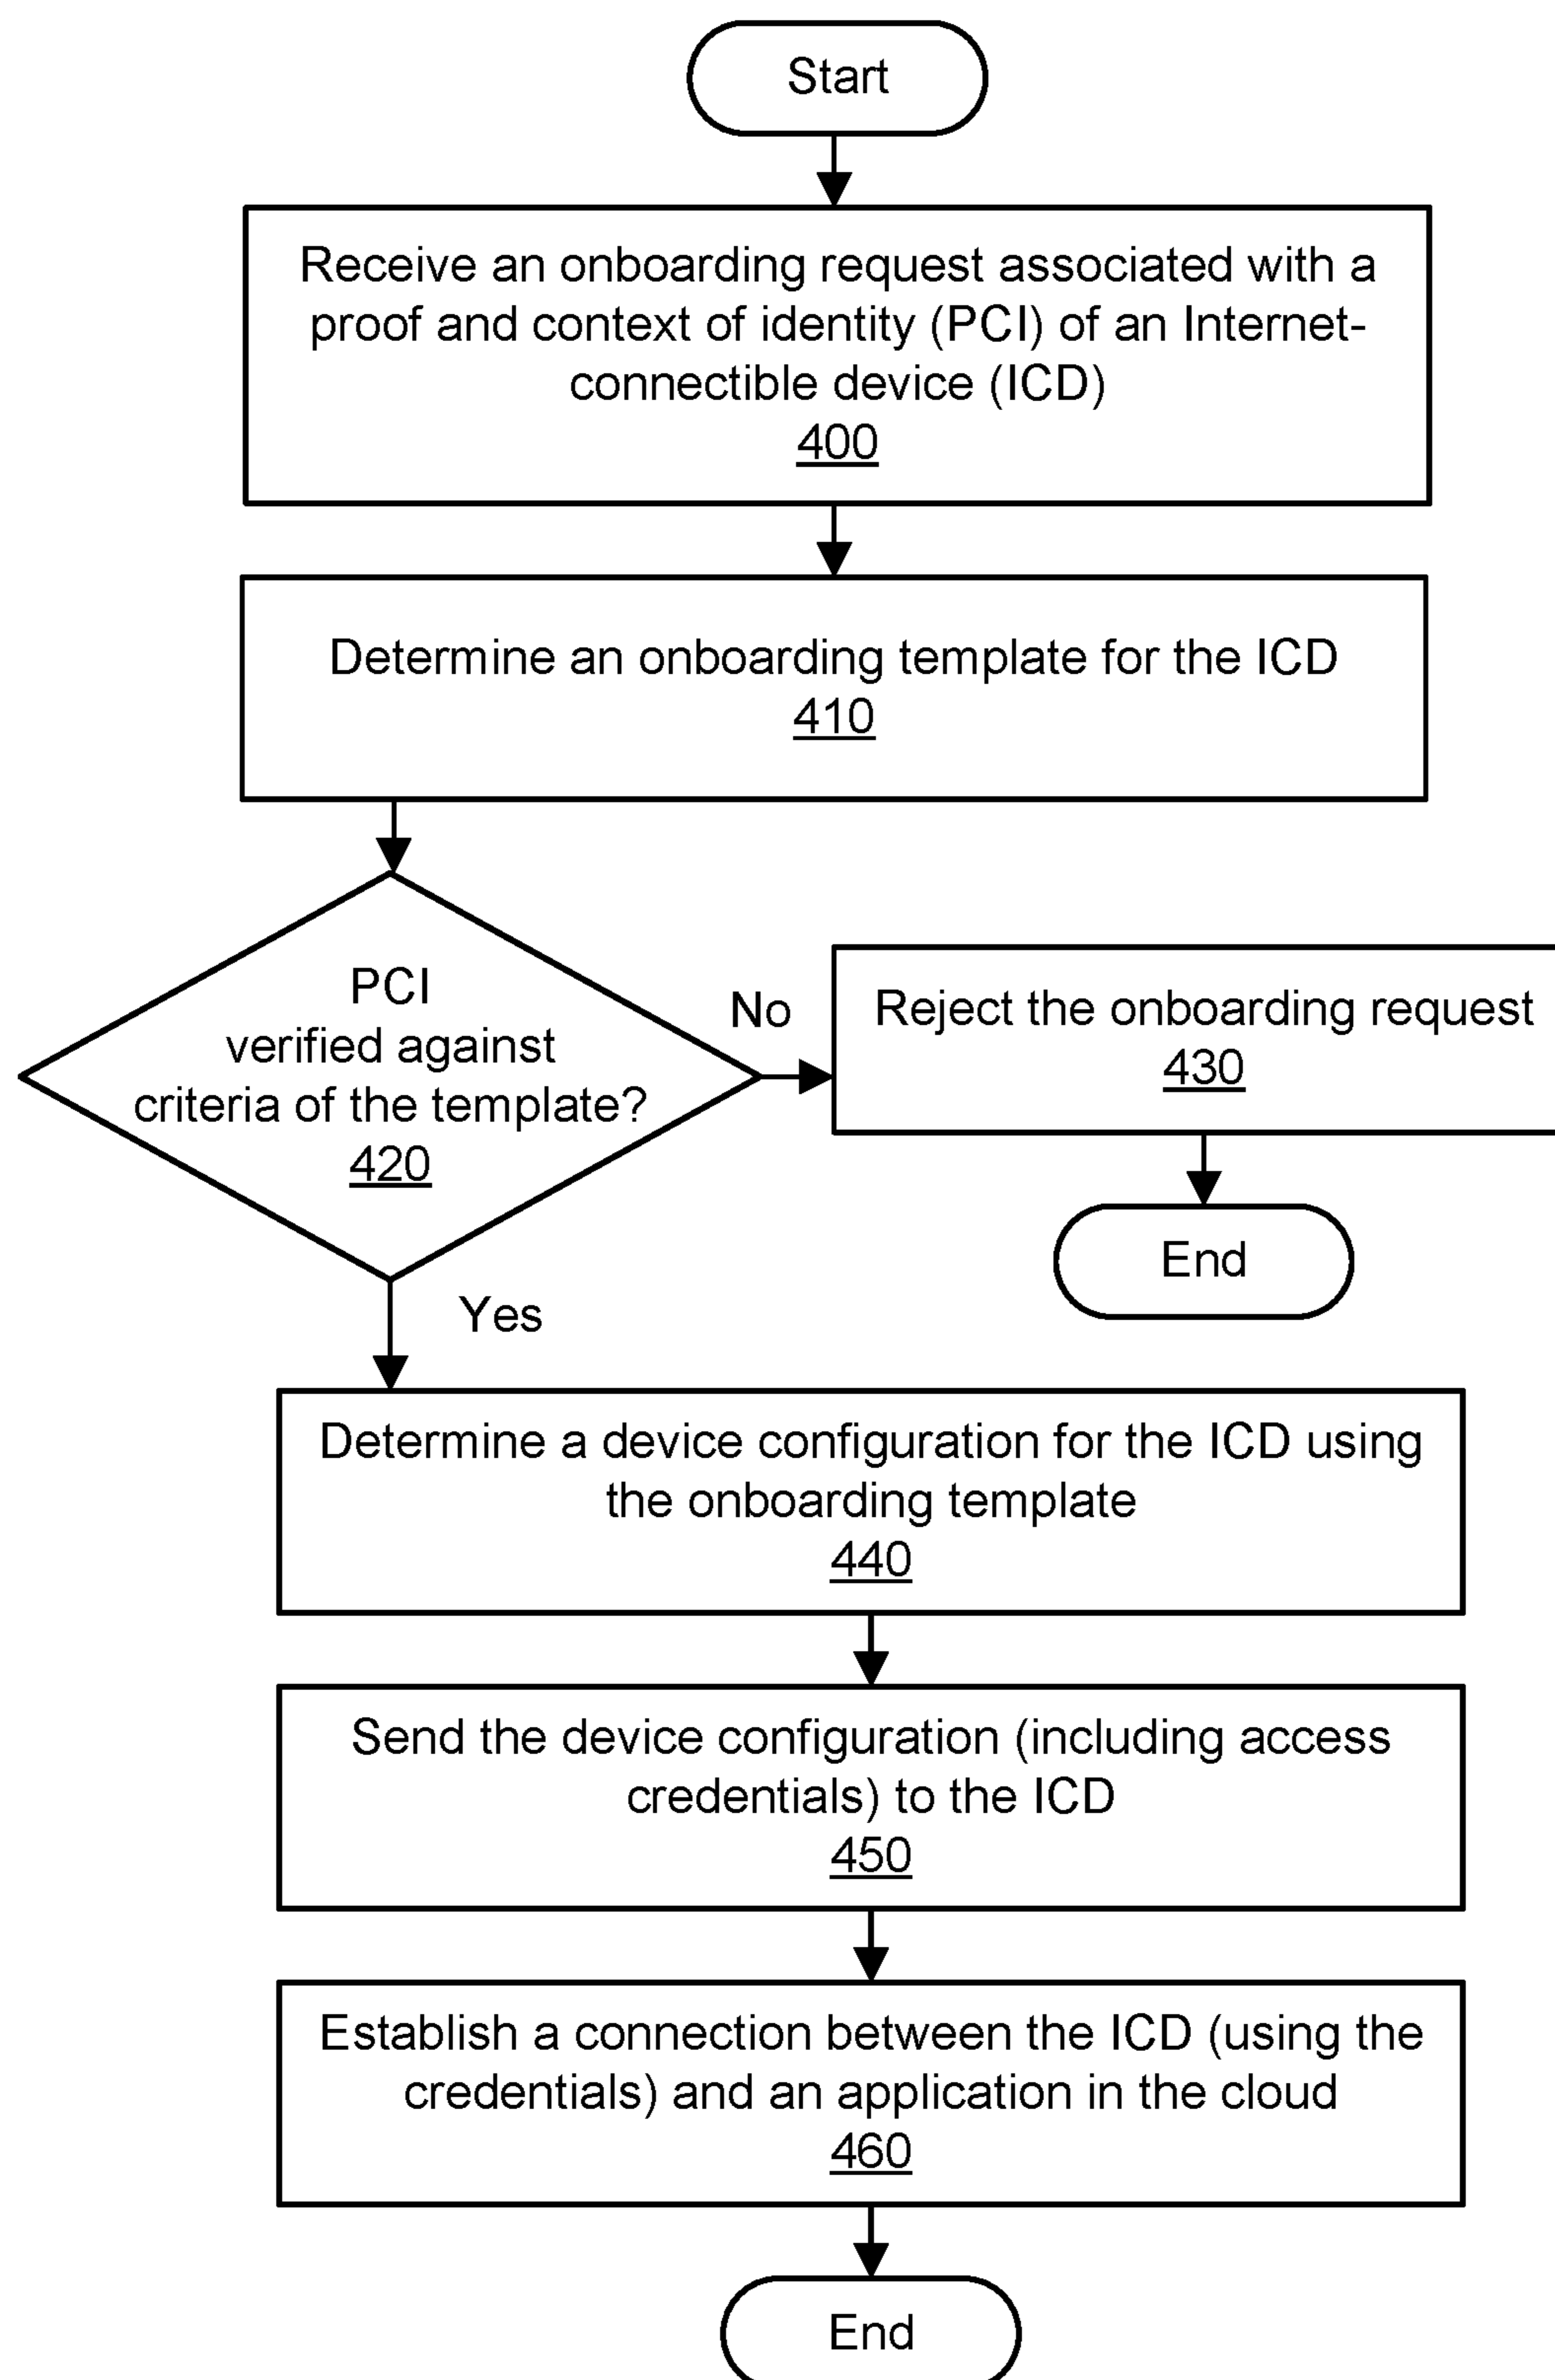 Start
Receive an onboarding request associated with a
proof and context of identity (PCI) of an Internet-
connectible device (ICD)
400
Determine an onboarding template for the ICD
410
PCI
verified against
criteria of the template?
420
No
Reject the onboarding request
430
End
Yes
Determine a device configuration for the ICD using
the onboarding template
440
Send the device configuration (including access
credentials) to the ICD
450
Establish a connection between the ICD (using the
credentials) and an application in the cloud
460
End